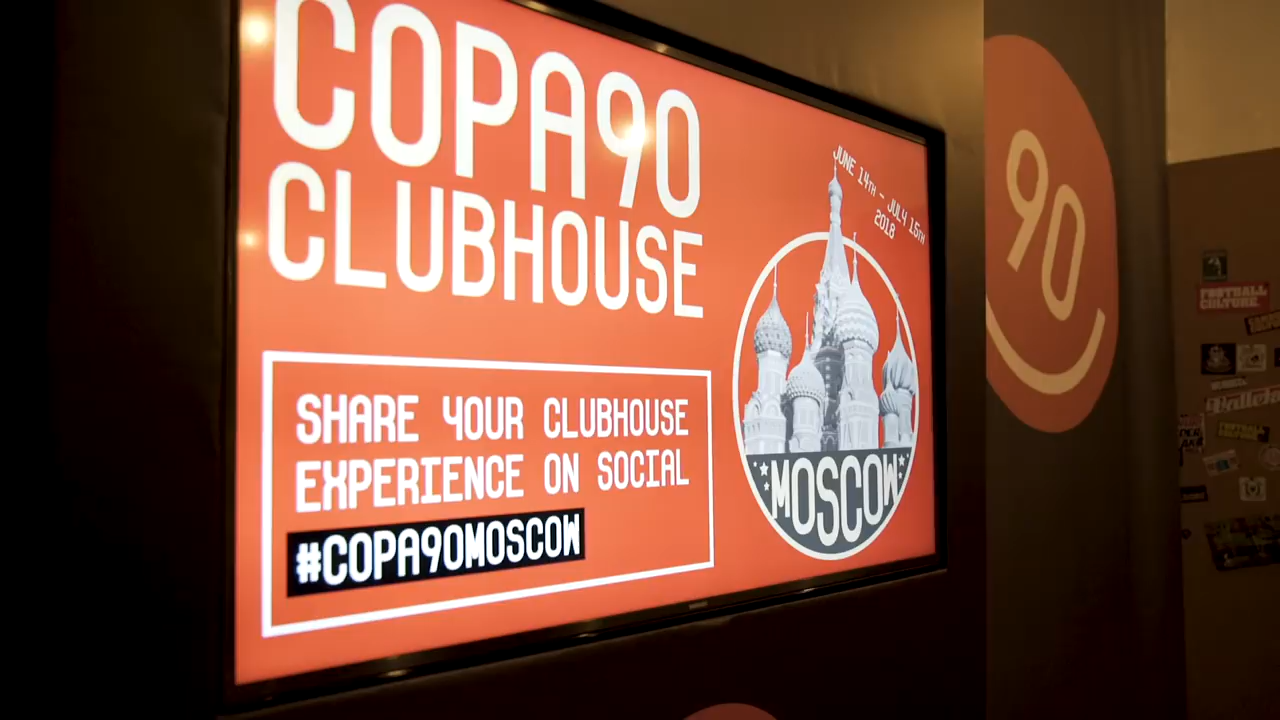 COPA90
CLUBHOUSE
JUNE 14TH - JULY 15TH
2018
SHARE YOUR CLUBHOUSE
EXPERIENCE ON SOCIAL
#COPA90MOSCOW
MOSCOW
90
FOOTBALL
CULTURE